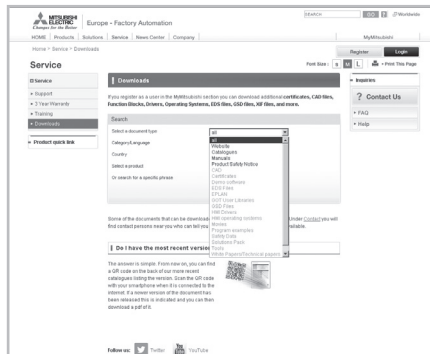 MITSUBISHI
ELECTRIC
Changes for the Better
Europe - Factory Automation
SEARCH
GO
?
Worldwide
HOME
Products
Solutions
Service
News Center
Company
MyMitsubishi
Home > Service > Downloads
Register
Login
Service
Font Size :
S
M
L
Print This Page
Service
Support
3 Year Warranty
Training
Downloads
Product quick link
Downloads
If you register as a user in the MyMitsubishi section you can download additional certificates, CAD files,
Function Blocks, Drivers, Operating Systems, EDS files, GSD files, XIF files, and more.
Search
Select a document type
Category/Language
Country
Select a product
Or search for a specific phrase
all
all
Website
Catalogues
Manuals
Product Safety Notice
CAD
Certificates
Demo software
EDS Files
EPLAN
GOT User Libraries
GSD Files
HMI Drivers
HMI operating systems
Movies
Program examples
Safety Data
Solutions Pack
Tools
White Papers/Technical papers
Inquiries
? Contact Us
FAQ
Help
Some of the documents that can be downloade
Under Contact you will
find contact persons near you who can tell you
ailable.
Do I have the most recent version
The answer is simple. From now on, you can find
a QR code on the back of our more recent
catalogues listing the version. Scan the QR code
with your smartphone when it is connected to the
internet. If a newer version of the document has
been released this is indicated and you can then
download a pdf of it.
Follow us:
Twitter
You Tube
YouTube